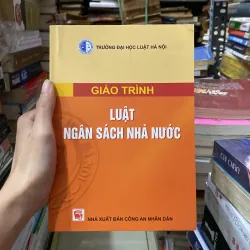 TRƯỜNG ĐẠI HỌC LUẬT HÀ NỘI
GIÁO TRÌNH
LUẬT
NGÂN SÁCH NHÀ NƯỚC
NHÀ XUẤT BẢN CÔNG AN NHÂN DÂN